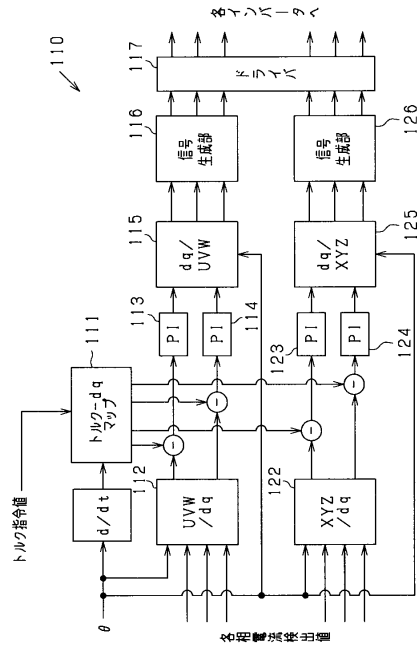 110
トルク指令値
θ
d/dt
111
トルク−dq
マップ
各相電流検出値
112
UVW
/dq
−
−
113
PI
114
PI
115
dq/
UVW
116
信号
生成部
117
ドライバ
各インバータへ
122
XYZ
/dq
−
−
123
PI
124
PI
125
dq/
XYZ
126
信号
生成部